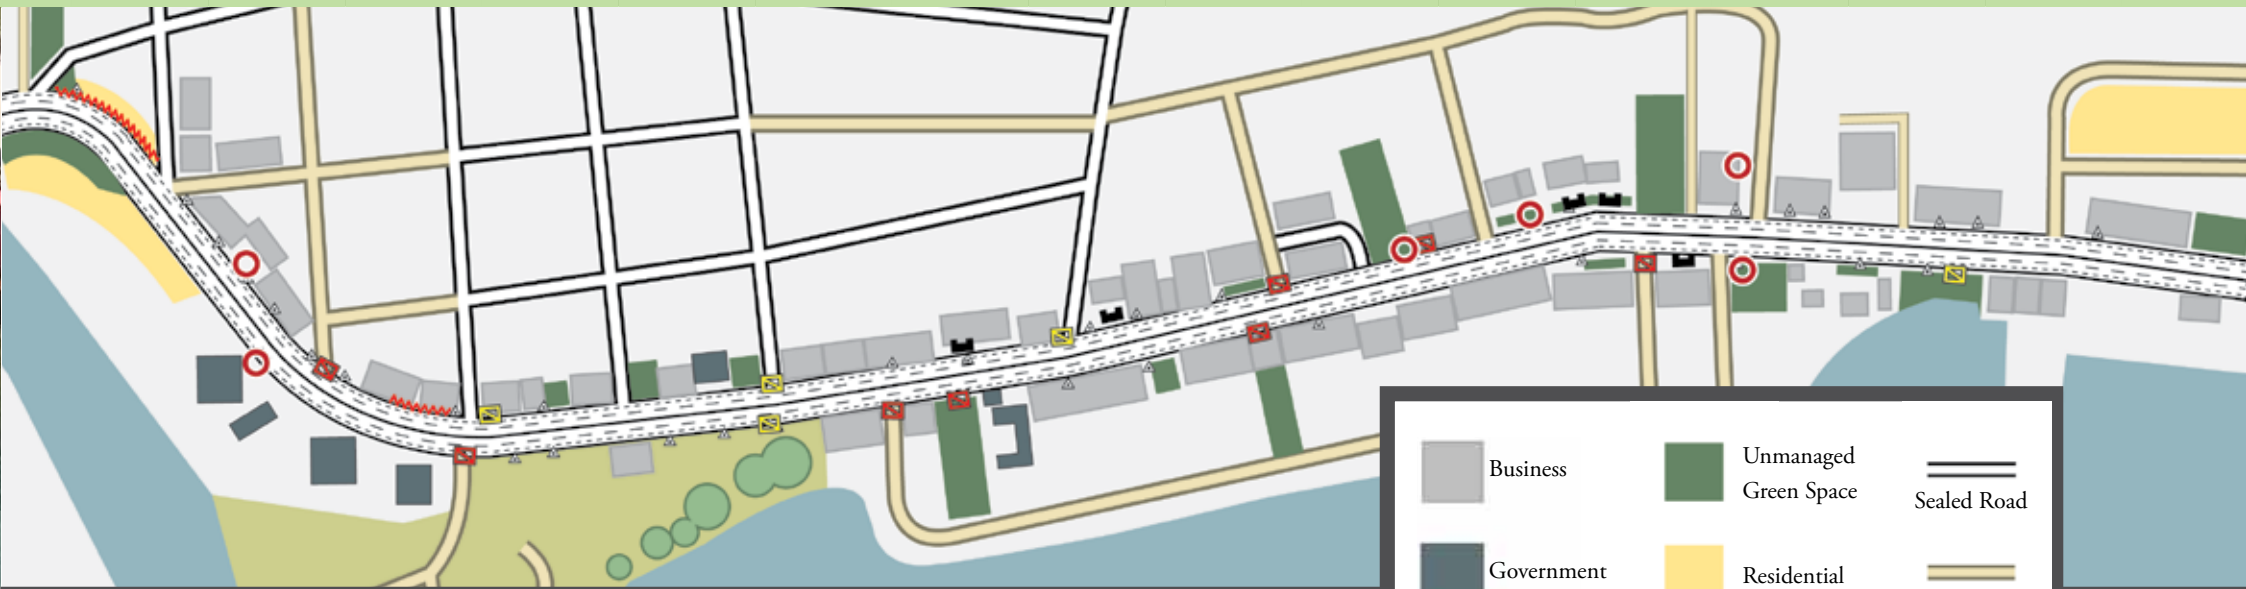 Business
Unmanaged
Green Space
Sealed Road
Government
Residential